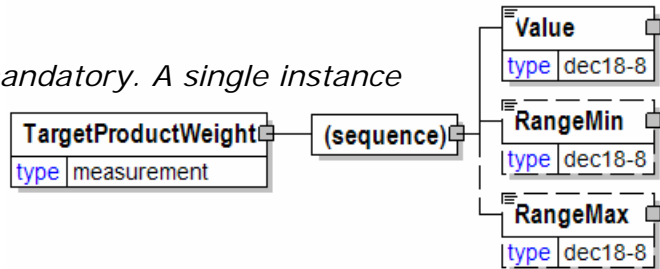 Value
type dec18-8
andatory. A single instance
RangeMin
TargetProductWeight (sequence)
type dec18-8
type measurement
RangeMax
type dec18-8